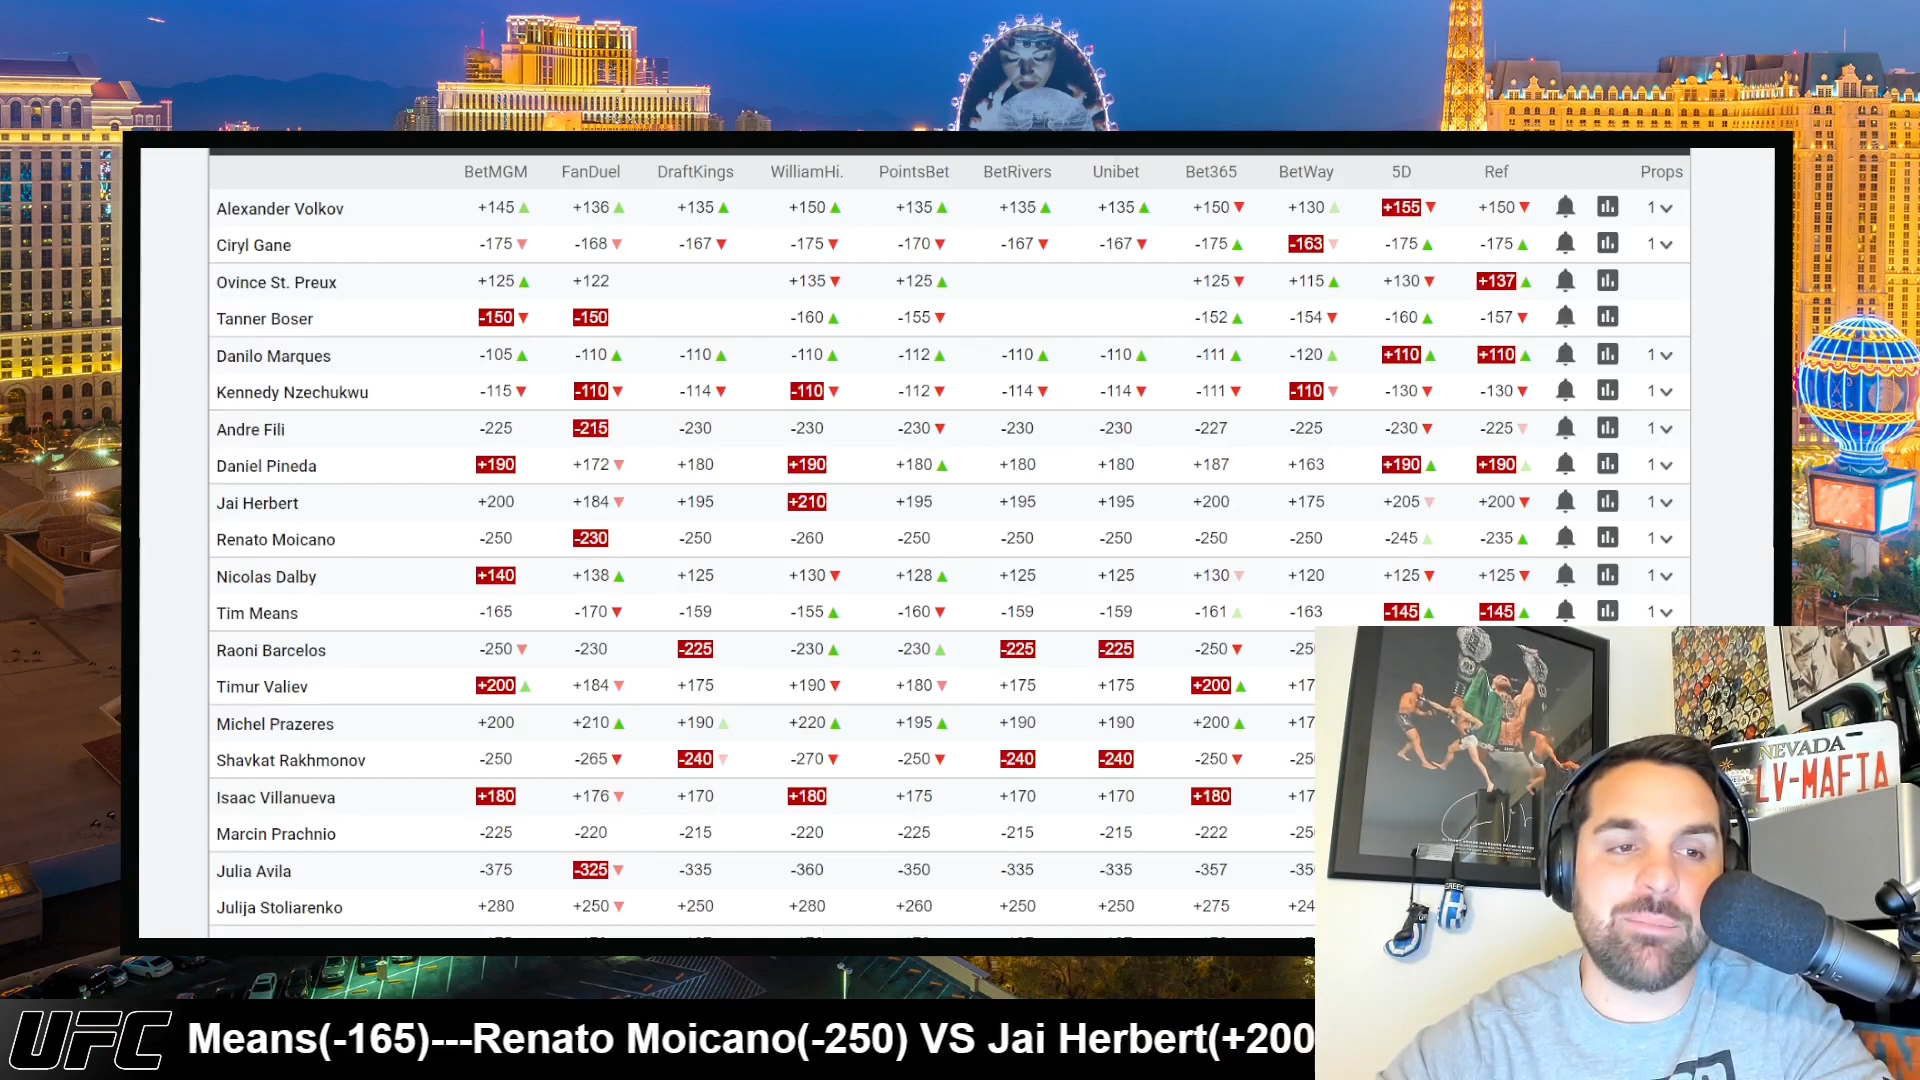 BetMGM FanDuel DraftKings WilliamHi. PointsBet BetRivers Unibet Bet365 BetWay 5D Ref Props
Alexander Volkov +145 +136 +135 +150 +135 +135 +135 +150 +130 +155 +150 1
Ciryl Gane -175 -168 -167 -175 -170 -167 -167 -175 -163 -175 -175 1
Ovince St. Preux +125 +122 +135 +125 +125 +115 +130 +137
Tanner Boser -150 -150 -160 -155 -152 -154 -160 -157
Danilo Marques -105 -110 -110 -110 -112 -110 -110 -111 -120 +110 +110 1
Kennedy Nzechukwu -115 -110 -114 -110 -112 -114 -114 -111 -110 -130 -130 1
Andre Fili -225 -215 -230 -230 -230 -230 -230 -227 -225 -230 -225 1
Daniel Pineda +190 +172 +180 +190 +180 +180 +180 +187 +163 +190 +190 1
Jai Herbert +200 +184 +195 +210 +195 +195 +195 +200 +175 +205 +200 1
Renato Moicano -250 -230 -250 -260 -250 -250 -250 -250 -250 -245 -235 1
Nicolas Dalby +140 +138 +125 +130 +128 +125 +125 +130 +120 +125 +125 1
Tim Means -165 -170 -159 -155 -160 -159 -159 -161 -163 -145 -145 1
Raoni Barcelos -250 -230 -225 -230 -230 -225 -225 -250 -25
Timur Valiev +200 +184 +175 +190 +180 +175 +175 +200 +17
Michel Prazeres +200 +210 +190 +220 +195 +190 +190 +200 +17
Shavkat Rakhmonov -250 -265 -240 -270 -250 -240 -240 -250 -25
Isaac Villanueva +180 +176 +170 +180 +175 +170 +170 +180 +17
Marcin Prachnio -225 -220 -215 -220 -225 -215 -215 -222 -25
Julia Avila -375 -325 -335 -360 -350 -335 -335 -357 -35
Julija Stoliarenko +280 +250 +250 +280 +260 +250 +250 +275 +24
NEVADA
LV-MAFIA
GREEC
UFC Means(-165)---Renato Moicano(-250) VS Jai Herbert(+200